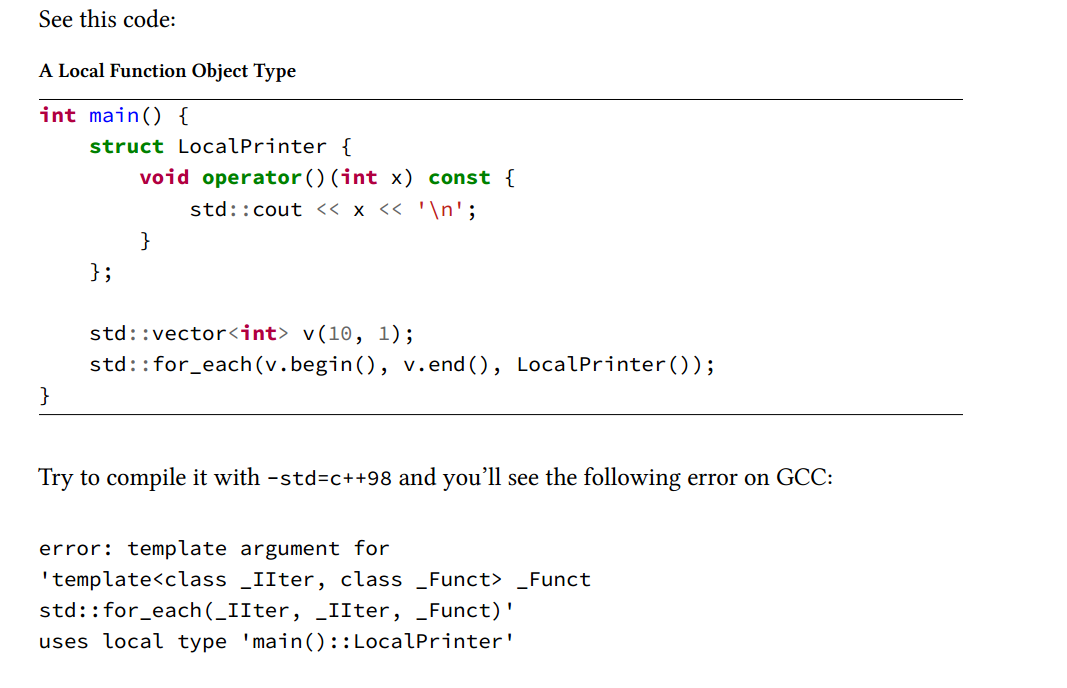 See this code:
A Local Function Object Type
int main() {
    struct LocalPrinter {
        void operator()(int x) const {
            std::cout << x << '\n';
        }
    };

    std::vector<int> v(10, 1);
    std::for_each(v.begin(), v.end(), LocalPrinter());
}
Try to compile it with -std=c++98 and you’ll see the following error on GCC:
error: template argument for
'template<class _IIter, class _Funct> _Funct
std::for_each(_IIter, _IIter, _Funct)'
uses local type 'main()::LocalPrinter'